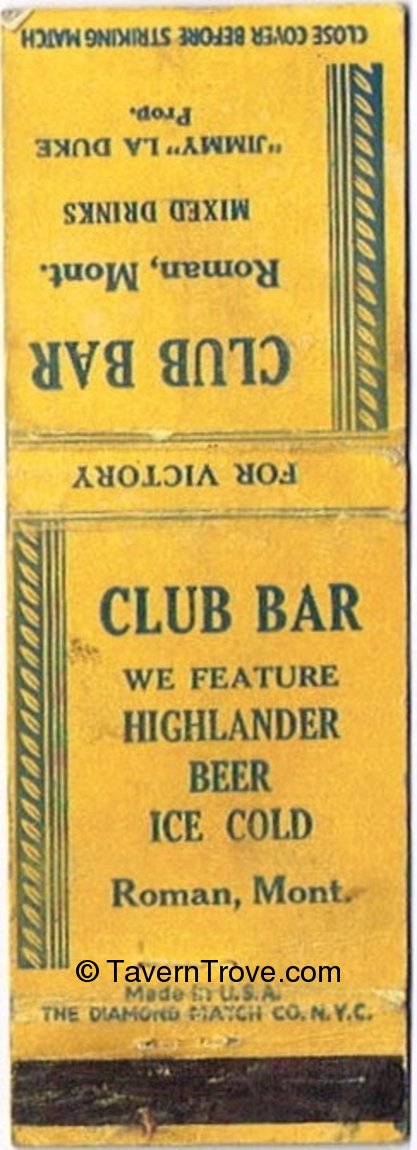 CLOSE COVER BEFORE STRIKING MATCH
CLUB BAR
Roman, Mont.
MIXED DRINKS
"JIMMY" LA DUKE
Prop.
FOR VICTORY
CLUB BAR
WE FEATURE
HIGHLANDER
BEER
ICE COLD
Roman, Mont.
© TavernTrove.com
Made in U.S.A.
THE DIAMOND MATCH CO. N.Y.C.